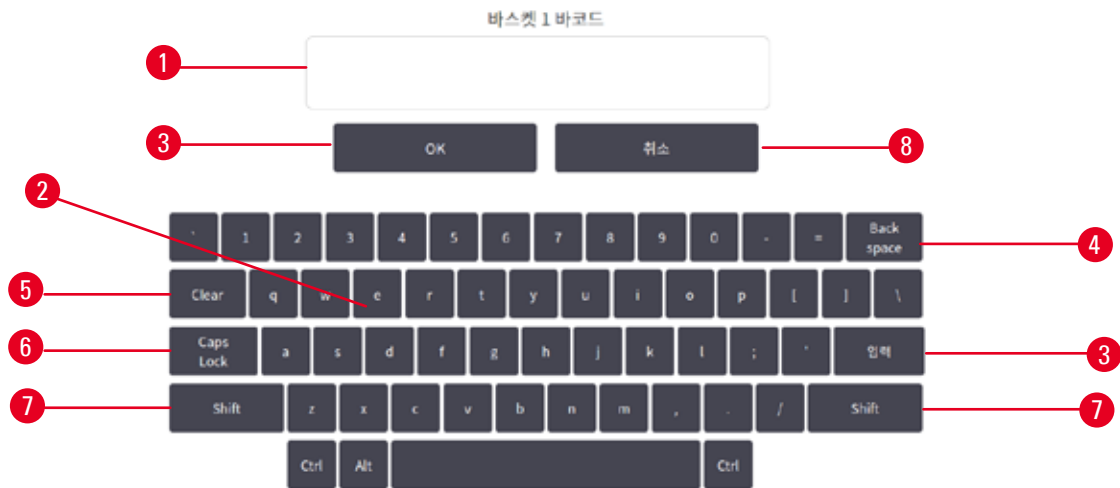 바스켓 1 바코드
1
3 OK 취소 8
2
` 1 2 3 4 5 6 7 8 9 0 - = Back space 4
5 Clear q w e r t y u i o p [ ] \
6 Caps Lock a s d f g h j k l ; ' 입력 3
7 Shift z x c v b n m , . / Shift 7
Ctrl Alt Ctrl